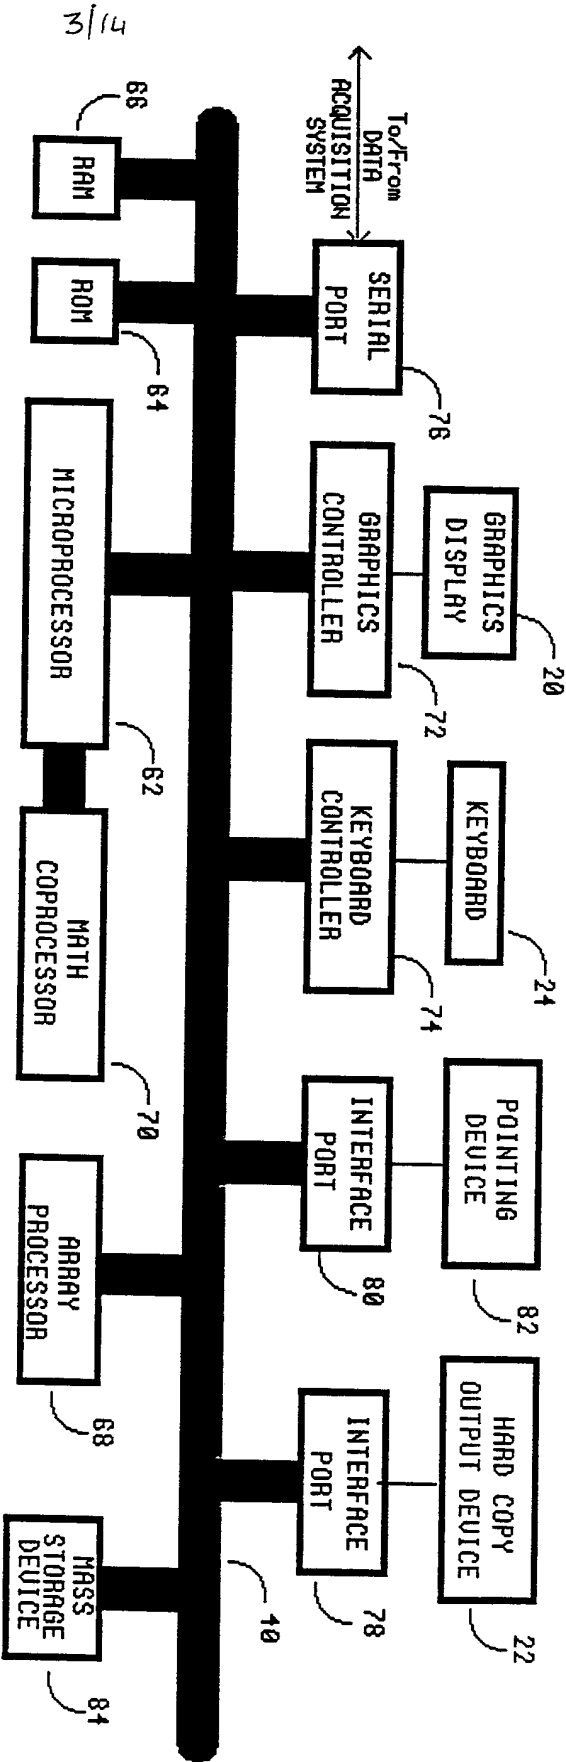 3/14
GRAPHICS
DISPLAY
20
KEYBOARD
24
POINTING
DEVICE
82
HARD COPY
OUTPUT DEVICE
22
To/From
DATA
ACQUISITION
SYSTEM
SERIAL
PORT
76
GRAPHICS
CONTROLLER
72
KEYBOARD
CONTROLLER
74
INTERFACE
PORT
80
INTERFACE
PORT
78
40
66
RAM
ROM
64
MICROPROCESSOR
62
MATH
COPROCESSOR
70
ARRAY
PROCESSOR
68
MASS
STORAGE
DEVICE
84